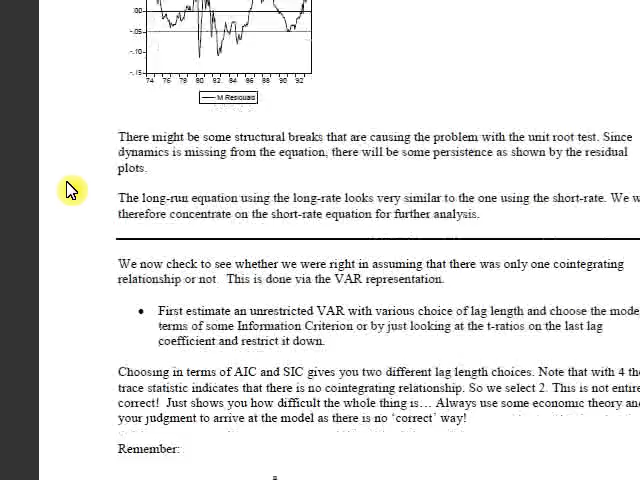 .00
-.05
-.10
-.15
74 76 78 80 82 84 86 88 90 92
M Residuals
There might be some structural breaks that are causing the problem with the unit root test. Since
dynamics is missing from the equation, there will be some persistence as shown by the residual
plots.
The long-run equation using the long-rate looks very similar to the one using the short-rate. We w
therefore concentrate on the short-rate equation for further analysis.
We now check to see whether we were right in assuming that there was only one cointegrating
relationship or not. This is done via the VAR representation.
• First estimate an unrestricted VAR with various choice of lag length and choose the mode
terms of some Information Criterion or by just looking at the t-ratios on the last lag
coefficient and restrict it down.
Choosing in terms of AIC and SIC gives you two different lag length choices. Note that with 4 the
trace statistic indicates that there is no cointegrating relationship. So we select 2. This is not entire
correct! Just shows you how difficult the whole thing is… Always use some economic theory and
your judgment to arrive at the model as there is no ‘correct’ way!
Remember: